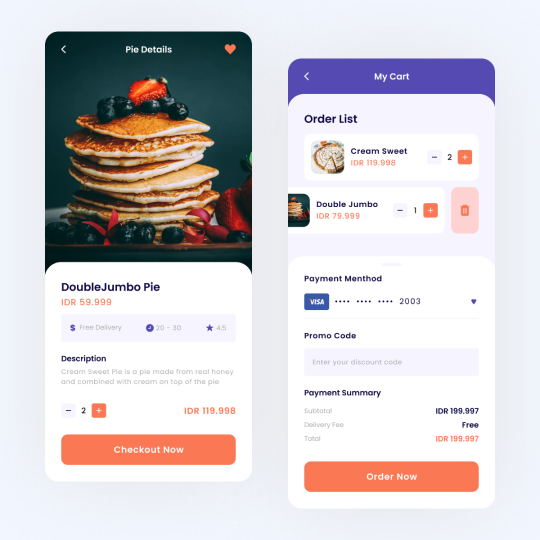 Pie Details
DoubleJumbo Pie
IDR 59.999
$ Free Delivery
20 - 30
4.5
Description
Cream Sweet Pie is a pie made from real honey
and combined with cream on top of the pie
− 2 +
IDR 119.998
Checkout Now
My Cart
Order List
Cream Sweet
IDR 119.998
− 2 +
Double Jumbo
IDR 79.999
− 1 +
Payment Menthod
VISA •••• •••• •••• 2003
Promo Code
Enter your discount code
Payment Summary
Subtotal IDR 199.997
Delivery Fee Free
Total IDR 199.997
Order Now